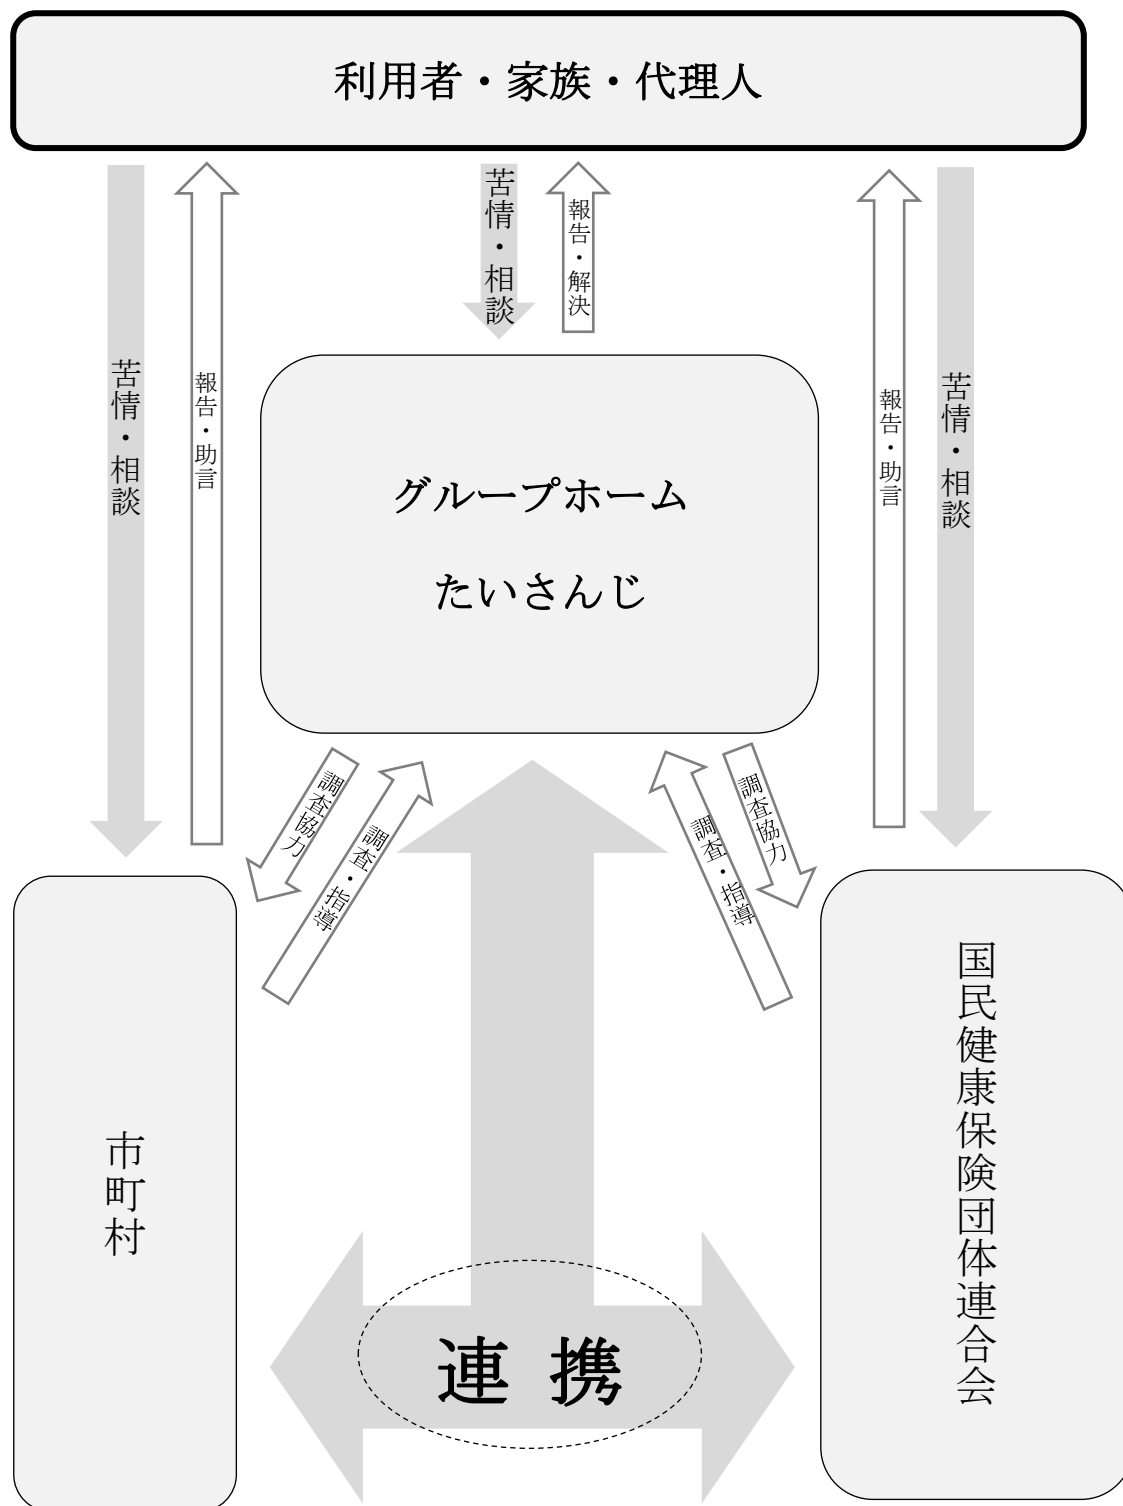 利用者・家族・代理人
苦情・相談
報告・助言
苦情・相談
報告・解決
報告・助言
苦情・相談
グループホーム
たいさんじ
調査協力
調査・指導
調査・指導
調査協力
市町村
国民健康保険団体連合会
連 携